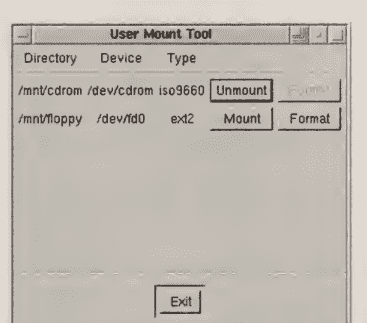 User Mount Tool
Directory Device Type
/mnt/cdrom /dev/cdrom iso9660 Unmount Format
/mnt/floppy /dev/fd0 ext2 Mount Format
Exit